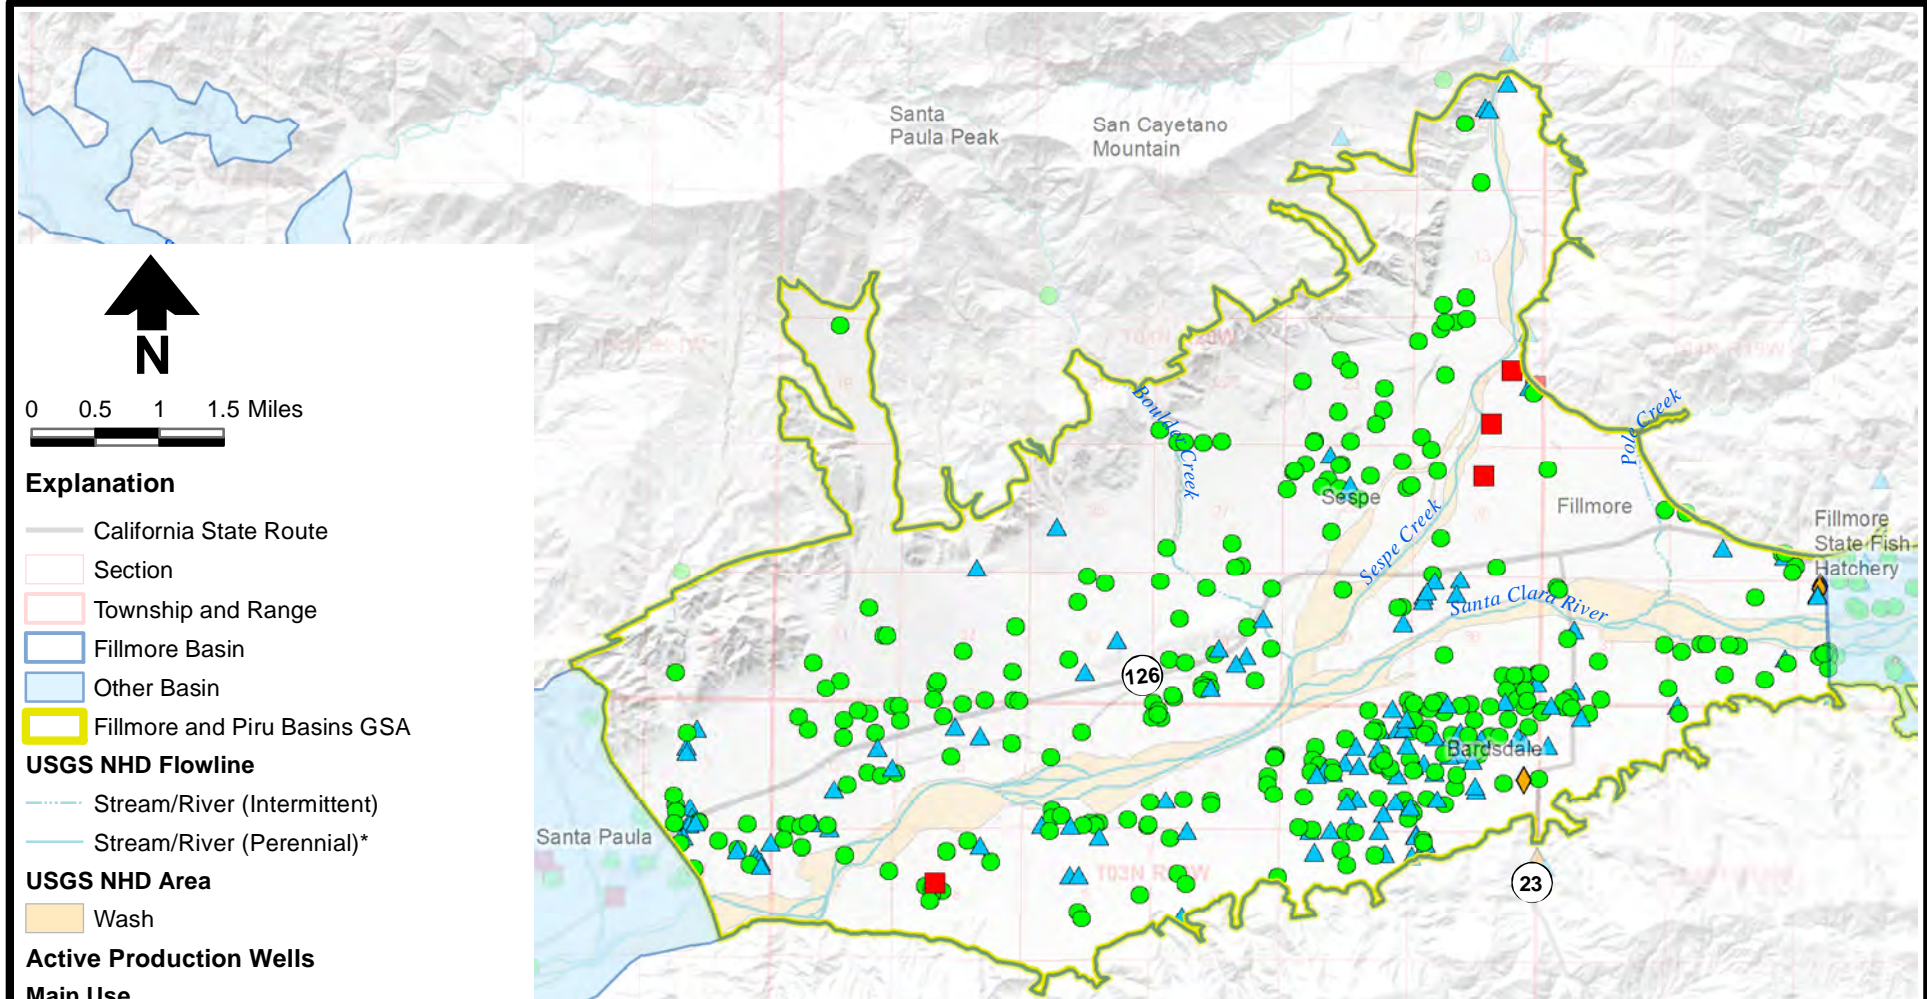 Santa
Paula Peak
San Cayetano
Mountain
N
0 0.5 1 1.5 Miles
Explanation
California State Route
Section
Township and Range
Fillmore Basin
Other Basin
Fillmore and Piru Basins GSA
USGS NHD Flowline
Stream/River (Intermittent)
Stream/River (Perennial)*
USGS NHD Area
Wash
Active Production Wells
Main Use
Boulder Creek
Pole Creek
Sespe
Sespe Creek
Fillmore
Fillmore
State Fish
Hatchery
Santa Clara River
126
Bardsdale
Santa Paula
23